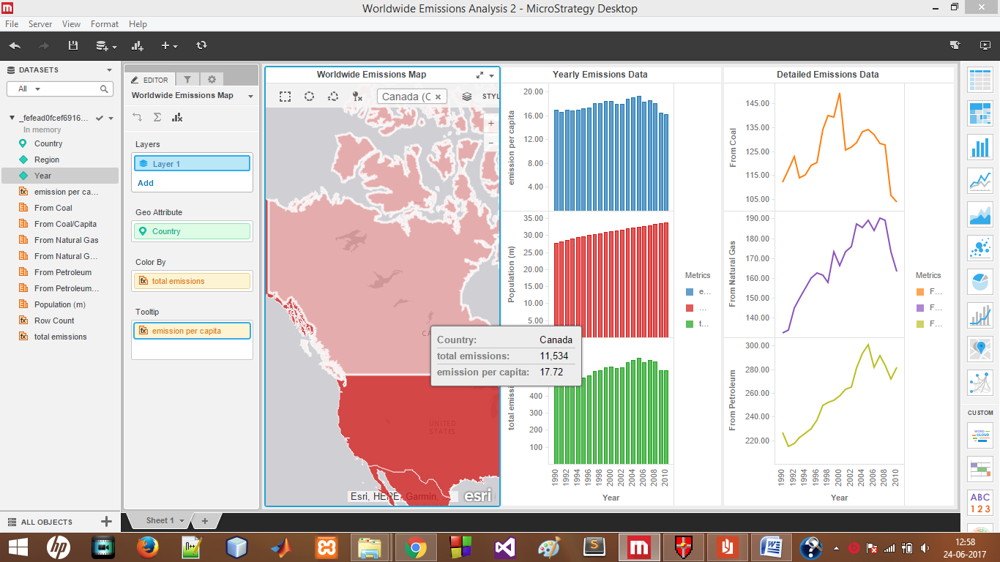 Worldwide Emissions Analysis 2 - MicroStrategy Desktop
File Server View Format Help
DATASETS
All
_fefead0fcef6916...
In memory
Country
Region
Year
emission per ca...
From Coal
From Coal/Capita
From Natural Gas
From Natural G...
From Petroleum
From Petroleum...
Population (m)
Row Count
total emissions
ALL OBJECTS
EDITOR
Worldwide Emissions Map
Layers
Layer 1
Add
Geo Attribute
Country
Color By
total emissions
Tooltip
emission per capita
Worldwide Emissions Map
Canada (C
STYL
CA
UNITED
STATES
Esri, HERE, Garmin,
esri
Country: Canada
total emissions: 11,534
emission per capita: 17.72
Yearly Emissions Data
emission per capita
20.00
16.00
12.00
8.00
4.00
Population (m)
35.00
30.00
25.00
20.00
15.00
10.00
5.00
total emissi
400
300
200
100
1990
1992
1994
1996
1998
2000
2002
2004
2006
2008
2010
Year
Metrics
e...
...
t...
Detailed Emissions Data
From Coal
145.00
135.00
125.00
115.00
105.00
From Natural Gas
190.00
180.00
170.00
160.00
150.00
140.00
From Petroleum
300.00
280.00
260.00
240.00
220.00
1990
1992
1994
1996
1998
2000
2002
2004
2006
2008
2010
Year
Metrics
F...
F...
F...
CUSTOM
WORD
CLOUD
ABC
123
Sheet 1
12:58
24-06-2017